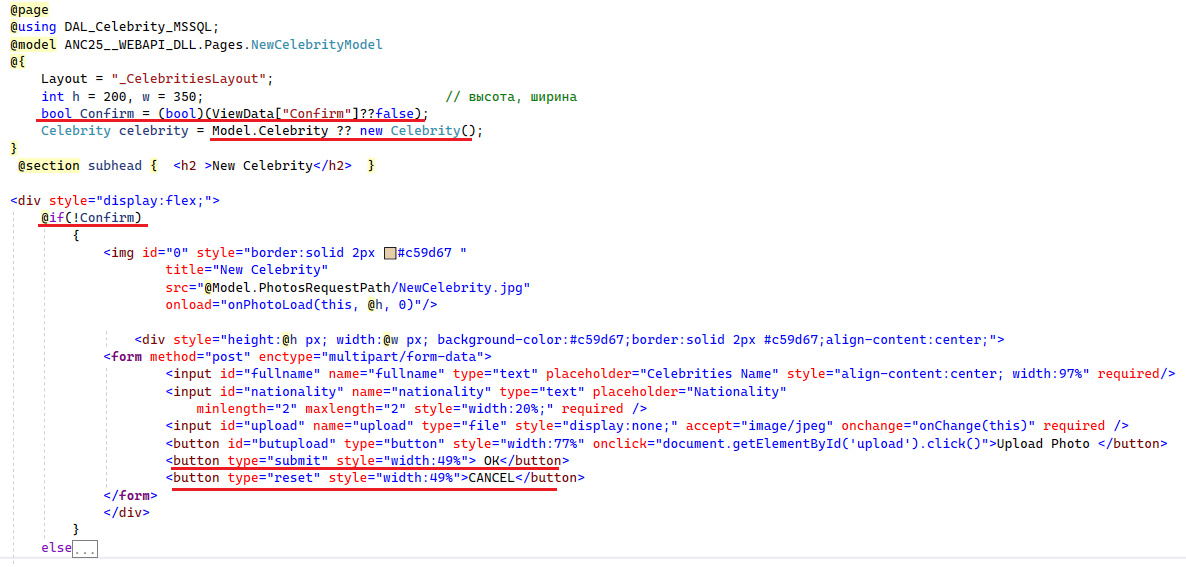 @page
@using DAL_Celebrity_MSSQL;
@model ANC25__WEBAPI_DLL.Pages.NewCelebrityModel
@{
    Layout = "_CelebritiesLayout";
    int h = 200, w = 350;                               // высота, ширина
    bool Confirm = (bool)(ViewData["Confirm"]??false);
    Celebrity celebrity = Model.Celebrity ?? new Celebrity();
}
 @section subhead {  <h2 >New Celebrity</h2>  }

<div style="display:flex;">
    @if(!Confirm)
        {
            <img id="0" style="border:solid 2px #c59d67 "
                    title="New Celebrity"
                    src="@Model.PhotosRequestPath/NewCelebrity.jpg"
                    onload="onPhotoLoad(this, @h, 0)"/>

                <div style="height:@h px; width:@w px; background-color:#c59d67;border:solid 2px #c59d67;align-content:center;">
            <form method="post" enctype="multipart/form-data">
                    <input id="fullname" name="fullname" type="text" placeholder="Celebrities Name" style="align-content:center; width:97%" required/>
                    <input id="nationality" name="nationality" type="text" placeholder="Nationality"
                        minlength="2" maxlength="2" style="width:20%;" required />
                    <input id="upload" name="upload" type="file" style="display:none;" accept="image/jpeg" onchange="onChange(this)" required />
                    <button id="butupload" type="button" style="width:77%" onclick="document.getElementById('upload').click()">Upload Photo </button>
                    <button type="submit" style="width:49%"> OK</button>
                    <button type="reset" style="width:49%">CANCEL</button>
            </form>
            </div>
        }
    else...